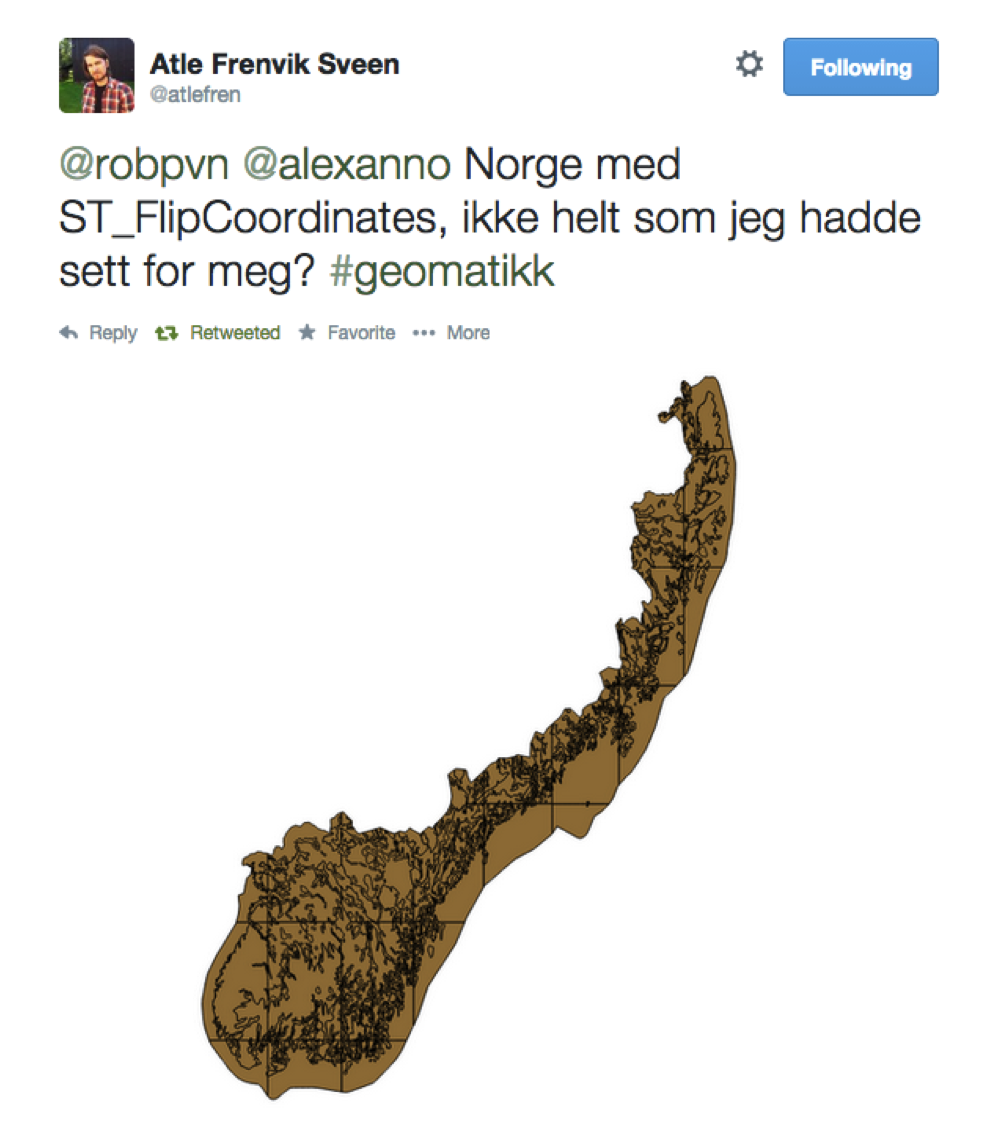 Atle Frenvik Sveen
@atlefren
Following
@robpvn @alexanno Norge med
ST_FlipCoordinates, ikke helt som jeg hadde
sett for meg? #geomatikk
Reply Retweeted Favorite More